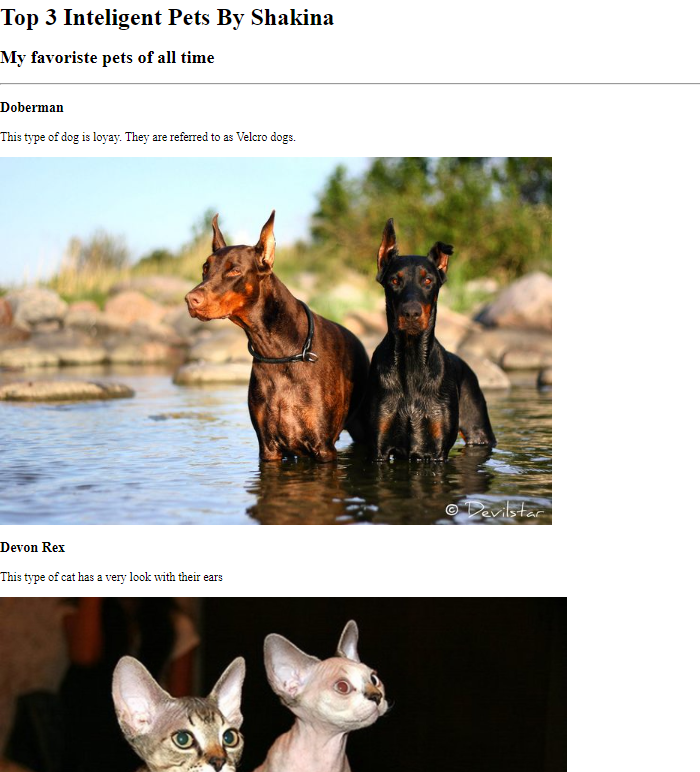 Top 3 Inteligent Pets By Shakina
My favoriste pets of all time
Doberman
This type of dog is loyay. They are referred to as Velcro dogs.
© Devilstar
Devon Rex
This type of cat has a very look with their ears